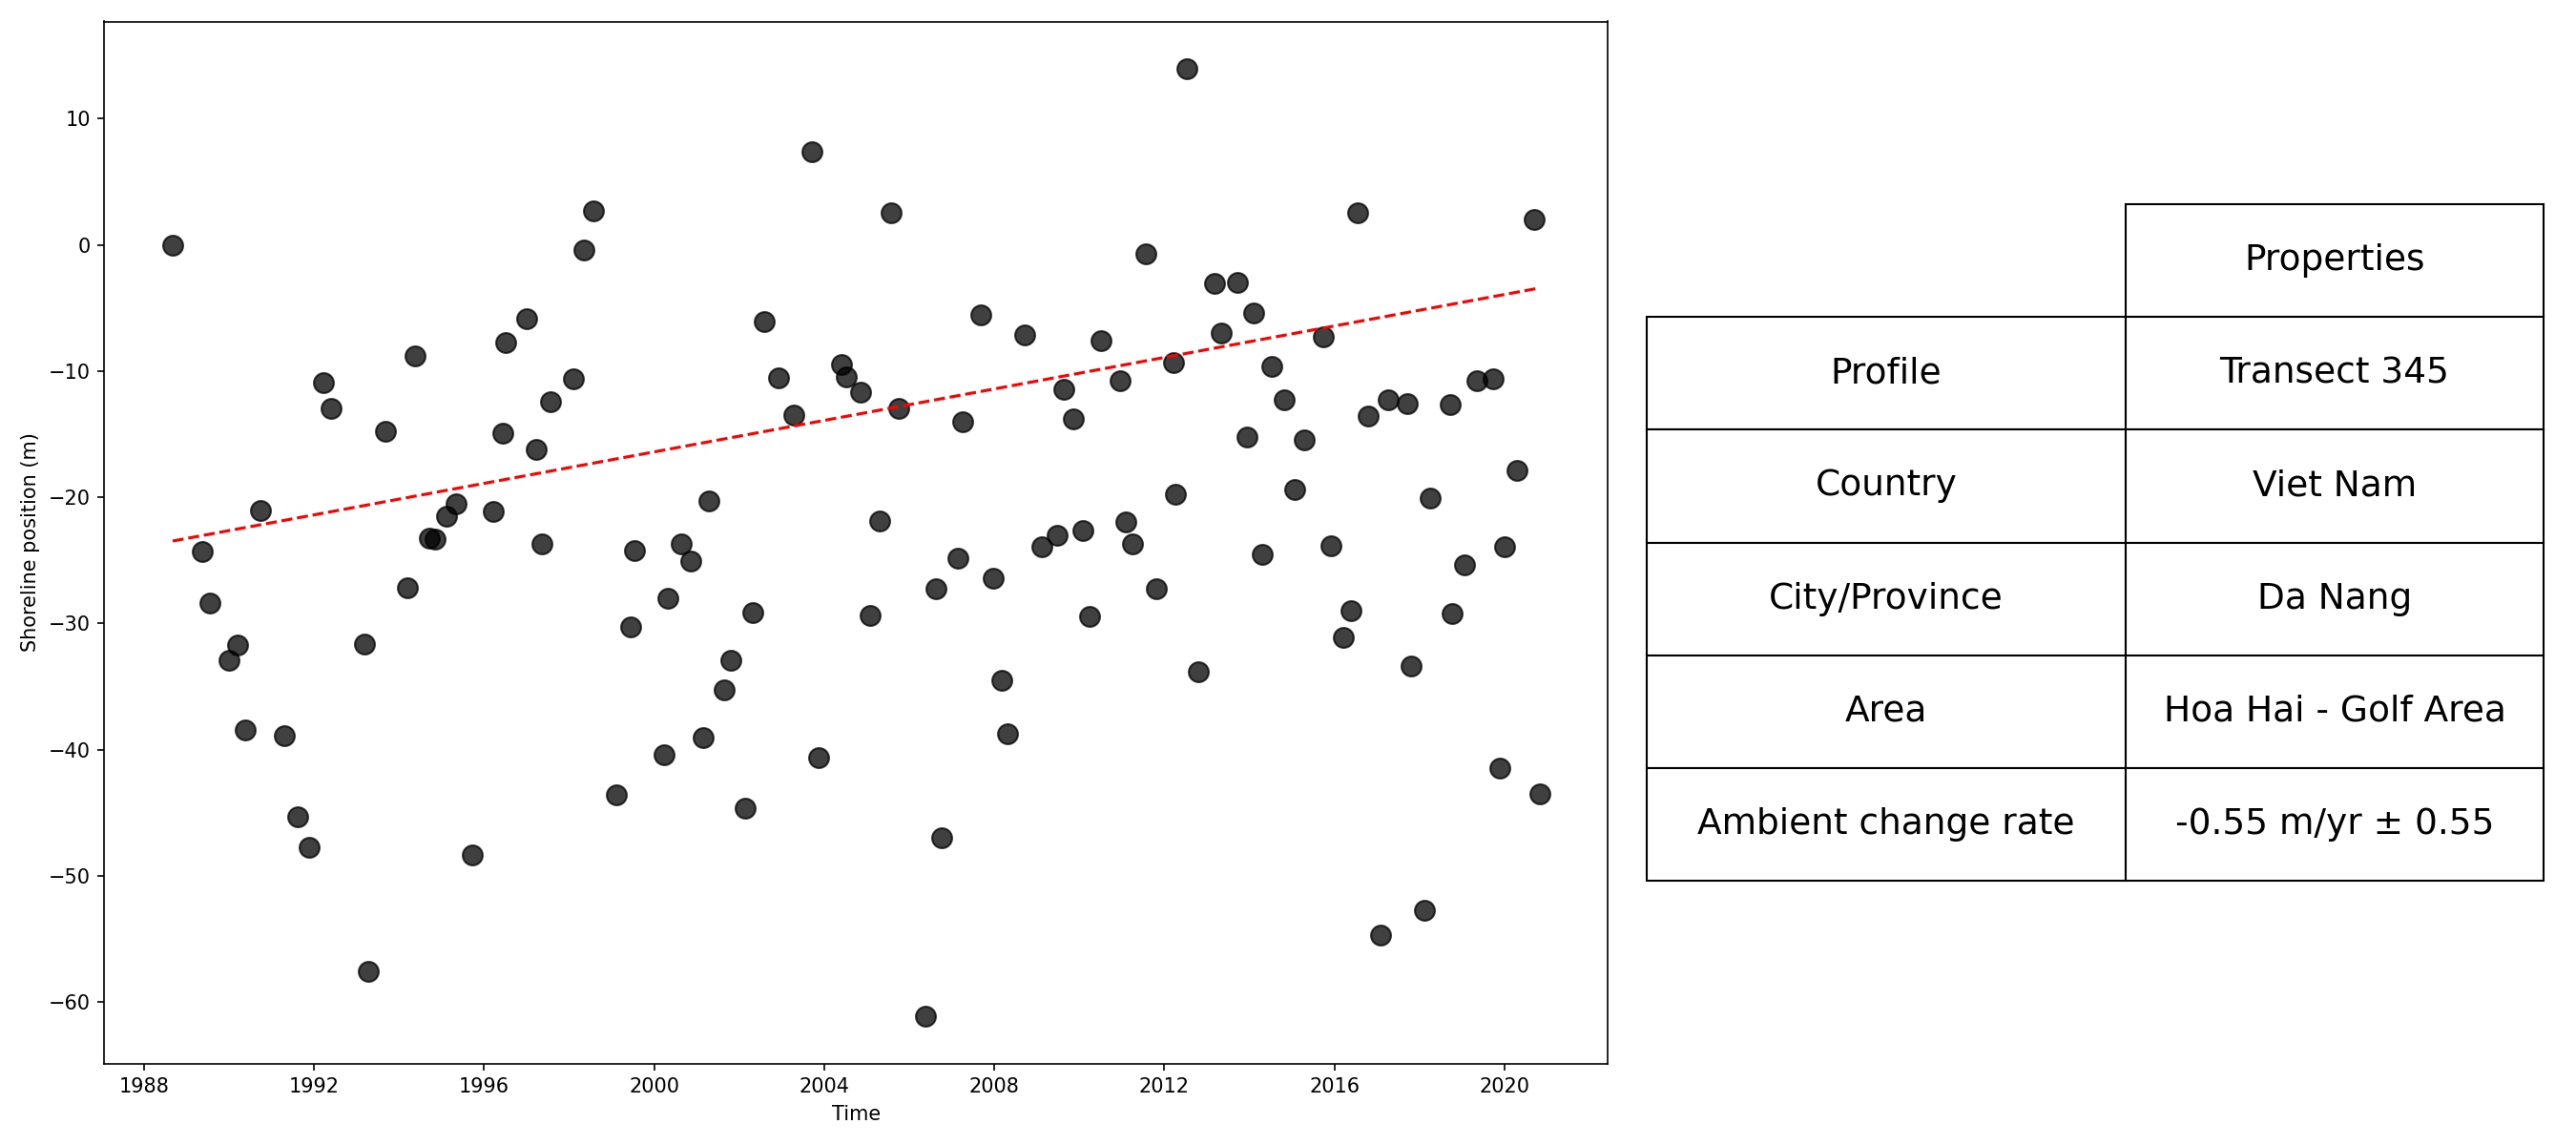 10
0
−10
−20
−30
−40
−50
−60
Shoreline position (m)
1988 1992 1996 2000 2004 2008 2012 2016 2020
Time
Properties
Profile Transect 345
Country Viet Nam
City/Province Da Nang
Area Hoa Hai - Golf Area
Ambient change rate -0.55 m/yr ± 0.55